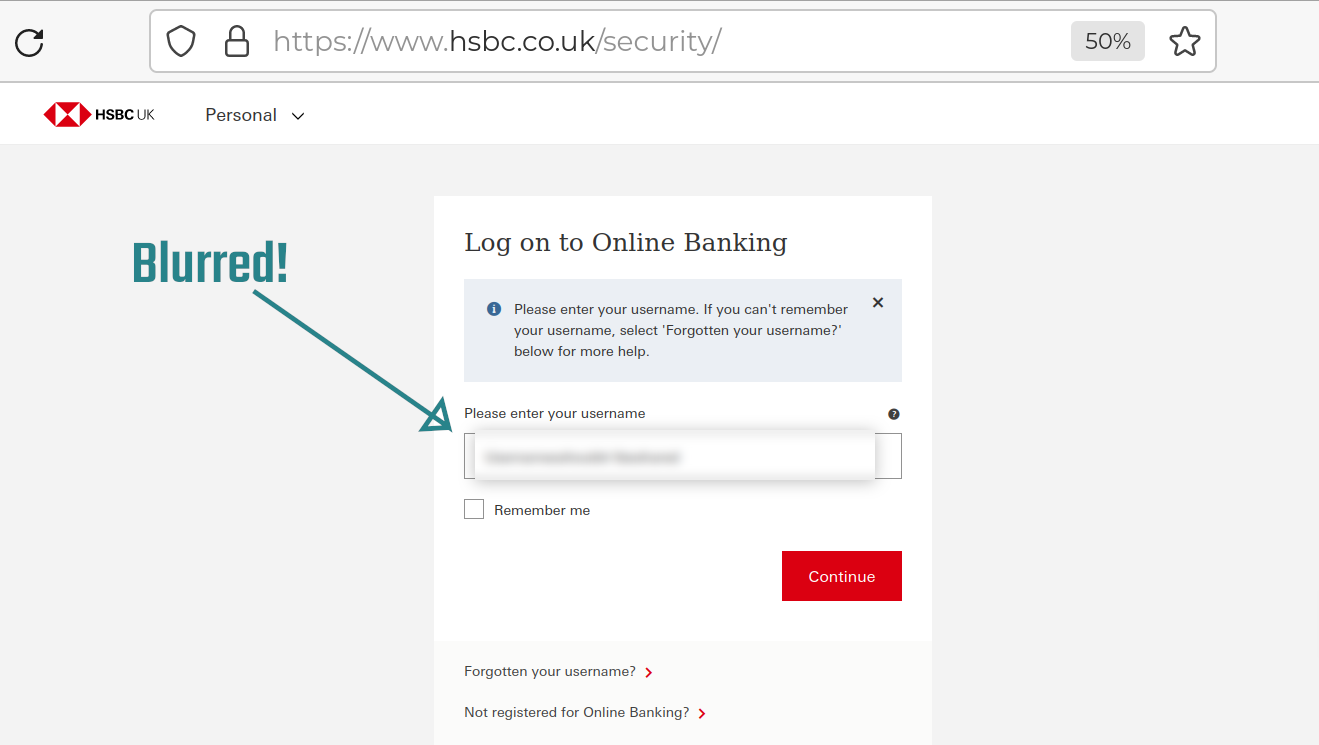 https://www.hsbc.co.uk/security/
50%
HSBC UK
Personal
Blurred!
Log on to Online Banking
Please enter your username. If you can't remember
your username, select 'Forgotten your username?'
below for more help.
Please enter your username
Remember me
Continue
Forgotten your username?
Not registered for Online Banking?